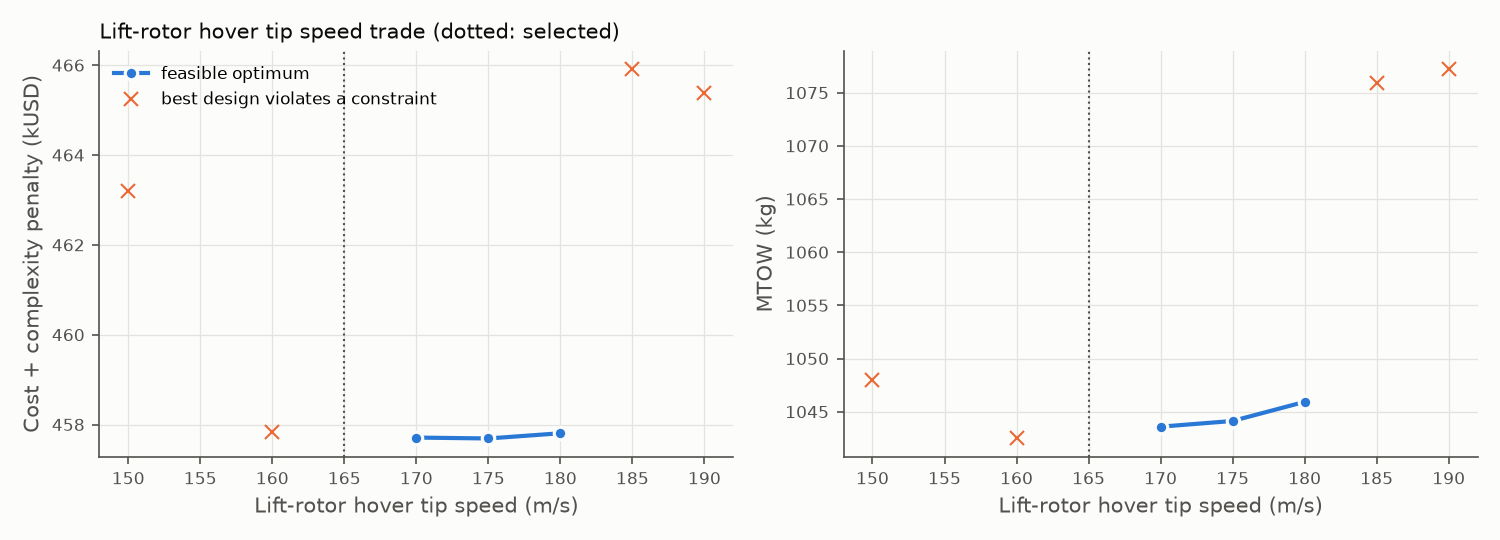 Lift-rotor hover tip speed trade (dotted: selected)
feasible optimum
best design violates a constraint
Cost + complexity penalty (kUSD)
466
464
462
460
458
150 155 160 165 170 175 180 185 190
Lift-rotor hover tip speed (m/s)
MTOW (kg)
1075
1070
1065
1060
1055
1050
1045
150 155 160 165 170 175 180 185 190
Lift-rotor hover tip speed (m/s)